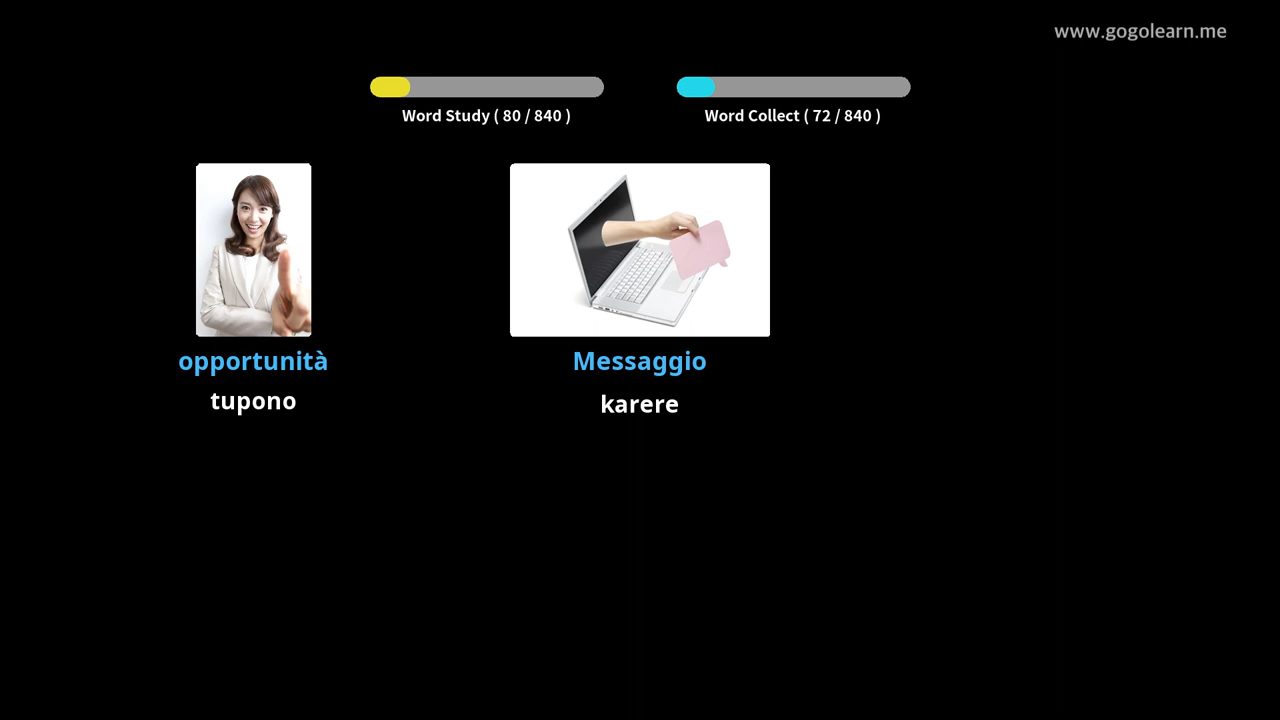 www.gogolearn.me
Word Study ( 80 / 840 )
Word Collect ( 72 / 840 )
opportunità
tupono
Messaggio
karere